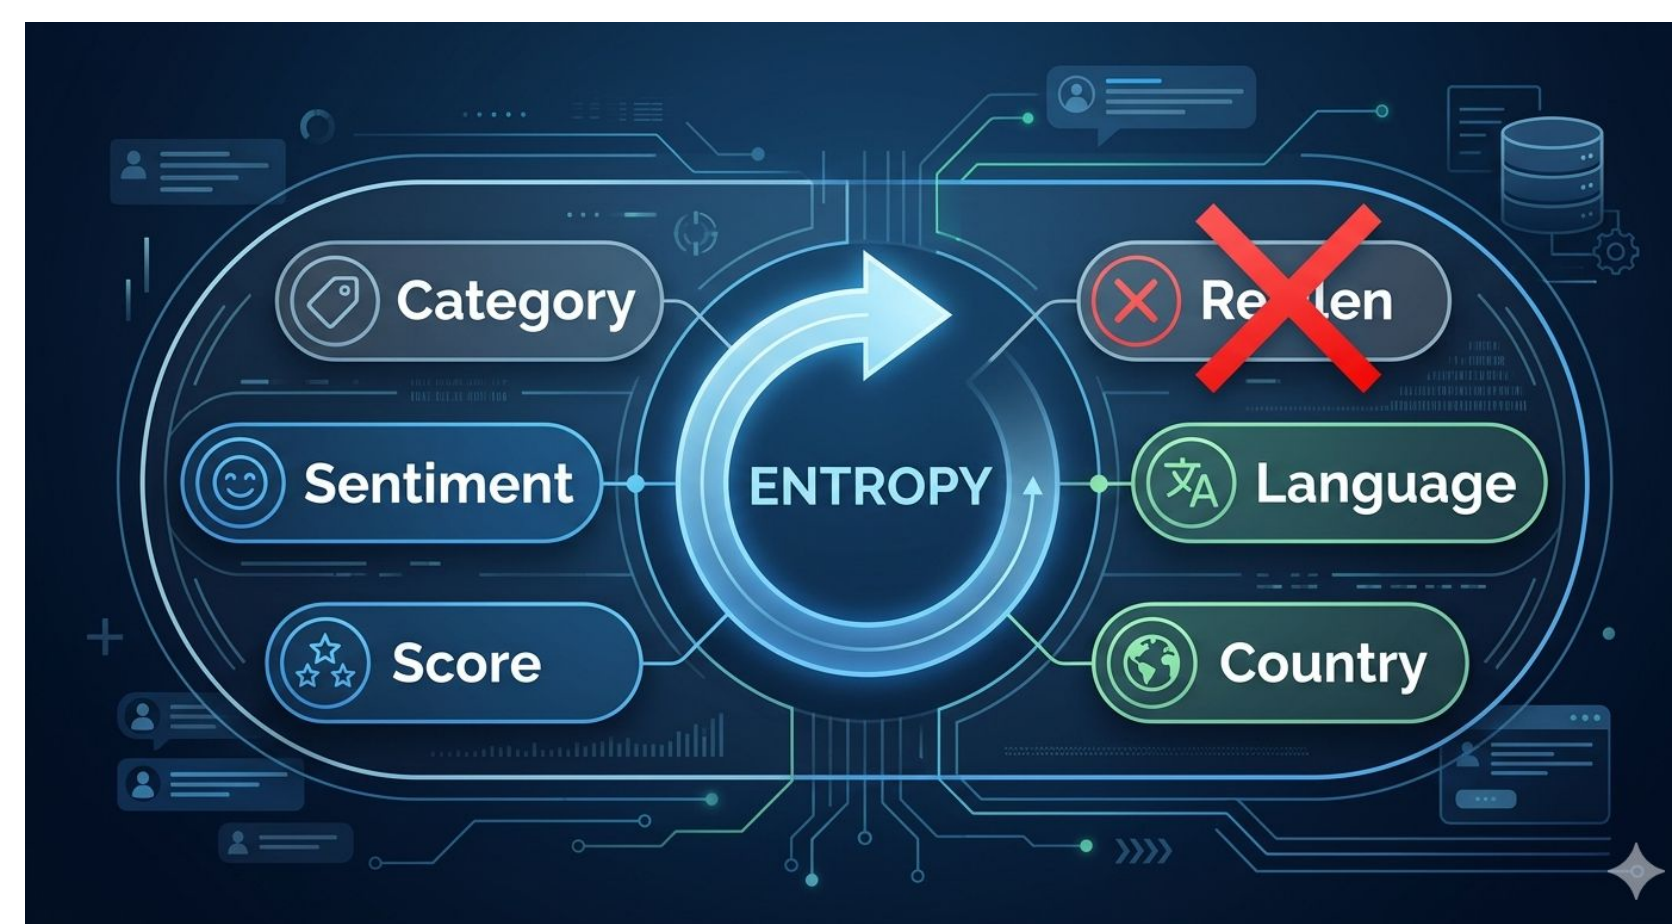 Category
Sentiment
Score
ENTROPY
Language
Country